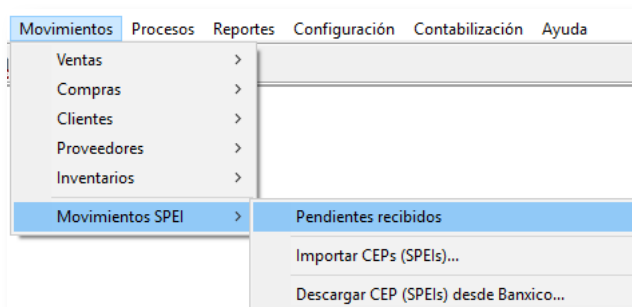 Movimientos Procesos Reportes Configuración Contabilización Ayuda
Ventas
Compras
Clientes
Proveedores
Inventarios
Movimientos SPEI
Pendientes recibidos
Importar CEPs (SPEIs)...
Descargar CEP (SPEIs) desde Banxico...